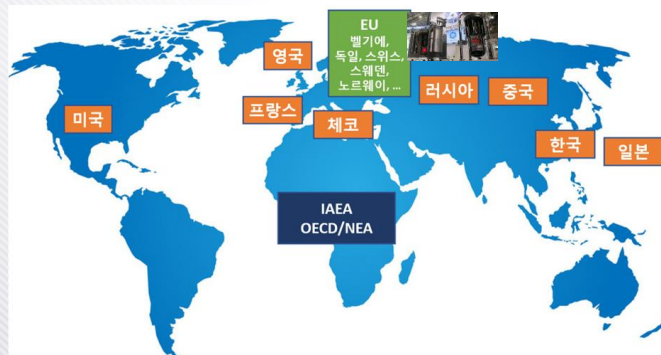 EU
벨기에,
독일, 스위스,
스웨덴,
노르웨이, ...
영국
러시아
중국
미국
프랑스
체코
한국
일본
IAEA
OECD/NEA